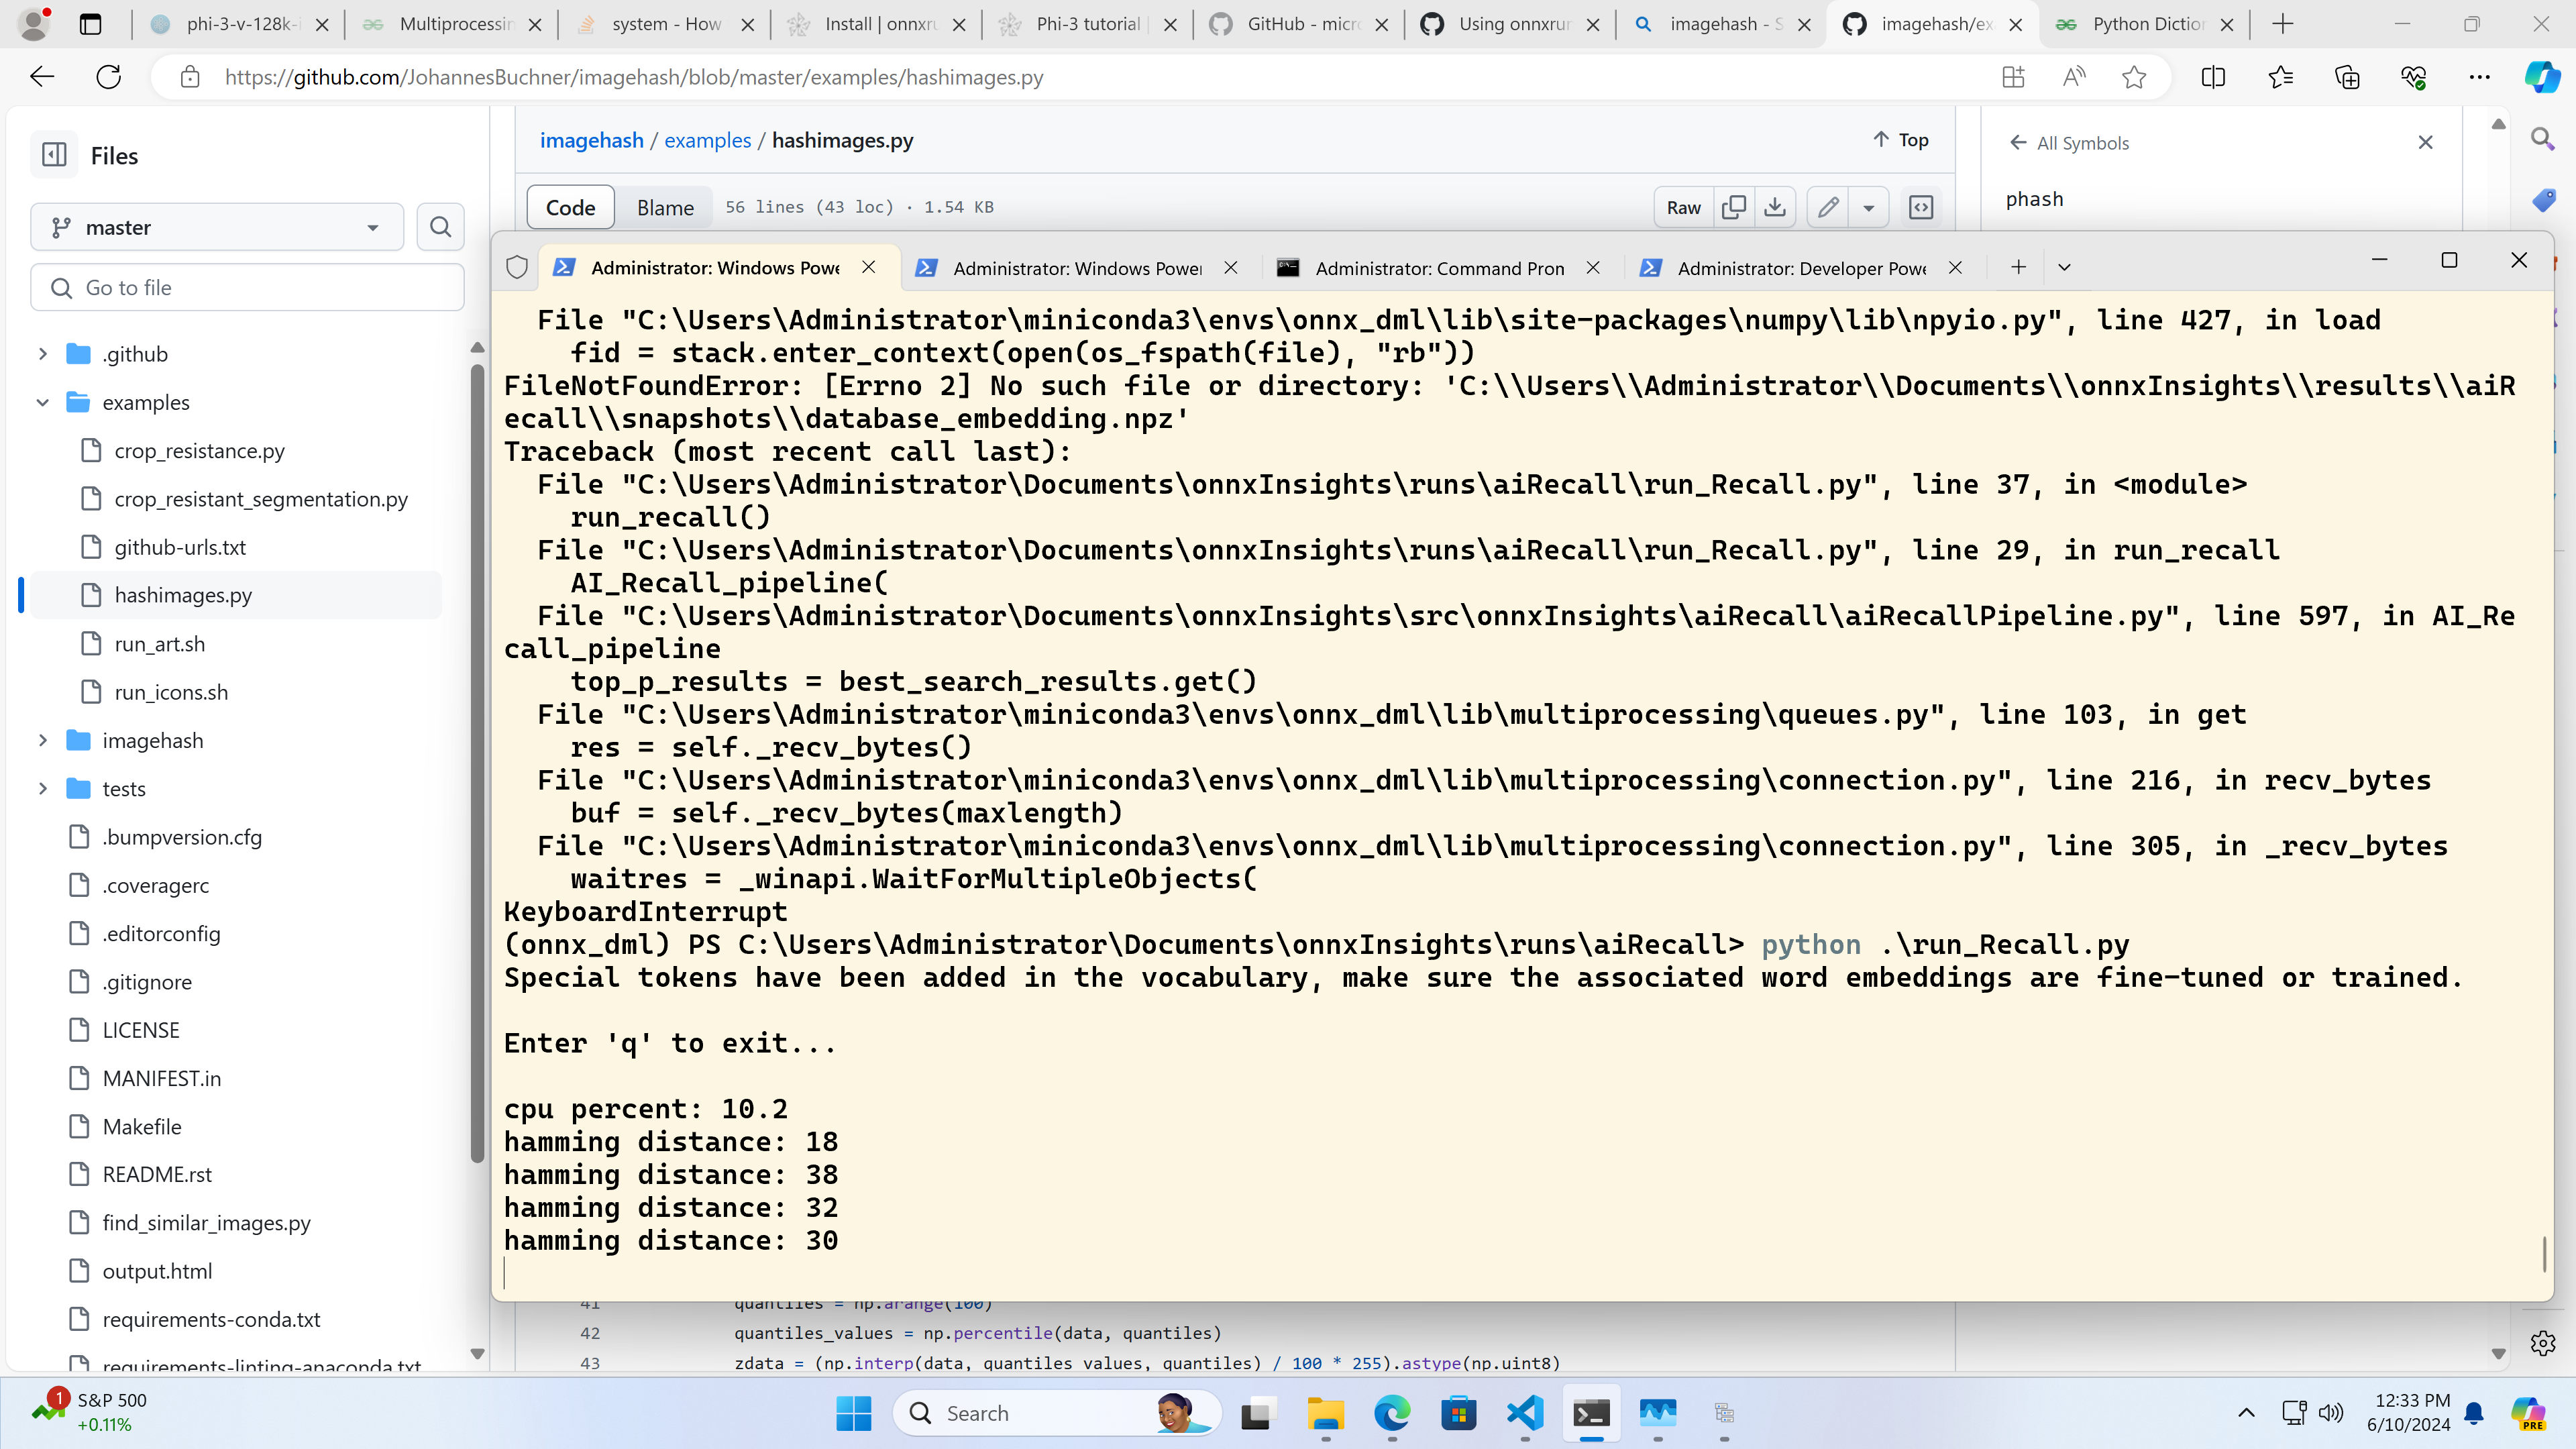 phi-3-v-128k-i
Multiprocessin
system - How
Install | onnxru
Phi-3 tutorial |
GitHub - micro
Using onnxrun
imagehash - S
imagehash/exa
Python Diction
https://github.com/JohannesBuchner/imagehash/blob/master/examples/hashimages.py
Files
master
Go to file
.github
examples
crop_resistance.py
crop_resistant_segmentation.py
github-urls.txt
hashimages.py
run_art.sh
run_icons.sh
imagehash
tests
.bumpversion.cfg
.coveragerc
.editorconfig
.gitignore
LICENSE
MANIFEST.in
Makefile
README.rst
find_similar_images.py
output.html
requirements-conda.txt
requirements-linting-anaconda.txt
imagehash / examples / hashimages.py
Top
Code Blame 56 lines (43 loc) · 1.54 KB
Raw
All Symbols
phash
Administrator: Windows Powe
Administrator: Windows Power
Administrator: Command Prom
Administrator: Developer Powe
File "C:\Users\Administrator\miniconda3\envs\onnx_dml\lib\site-packages\numpy\lib\npyio.py", line 427, in load
fid = stack.enter_context(open(os_fspath(file), "rb"))
FileNotFoundError: [Errno 2] No such file or directory: 'C:\\Users\\Administrator\\Documents\\onnxInsights\\results\\aiR
ecall\\snapshots\\database_embedding.npz'
Traceback (most recent call last):
File "C:\Users\Administrator\Documents\onnxInsights\runs\aiRecall\run_Recall.py", line 37, in <module>
run_recall()
File "C:\Users\Administrator\Documents\onnxInsights\runs\aiRecall\run_Recall.py", line 29, in run_recall
AI_Recall_pipeline(
File "C:\Users\Administrator\Documents\onnxInsights\src\onnxInsights\aiRecall\aiRecallPipeline.py", line 597, in AI_Re
call_pipeline
top_p_results = best_search_results.get()
File "C:\Users\Administrator\miniconda3\envs\onnx_dml\lib\multiprocessing\queues.py", line 103, in get
res = self._recv_bytes()
File "C:\Users\Administrator\miniconda3\envs\onnx_dml\lib\multiprocessing\connection.py", line 216, in recv_bytes
buf = self._recv_bytes(maxlength)
File "C:\Users\Administrator\miniconda3\envs\onnx_dml\lib\multiprocessing\connection.py", line 305, in _recv_bytes
waitres = _winapi.WaitForMultipleObjects(
KeyboardInterrupt
(onnx_dml) PS C:\Users\Administrator\Documents\onnxInsights\runs\aiRecall> python .\run_Recall.py
Special tokens have been added in the vocabulary, make sure the associated word embeddings are fine-tuned or trained.
Enter 'q' to exit...
cpu percent: 10.2
hamming distance: 18
hamming distance: 38
hamming distance: 32
hamming distance: 30
41 quantiles = np.arange(100)
42 quantiles_values = np.percentile(data, quantiles)
43 zdata = (np.interp(data, quantiles_values, quantiles) / 100 * 255).astype(np.uint8)
1
S&P 500
+0.11%
Search
12:33 PM
6/10/2024
PRE